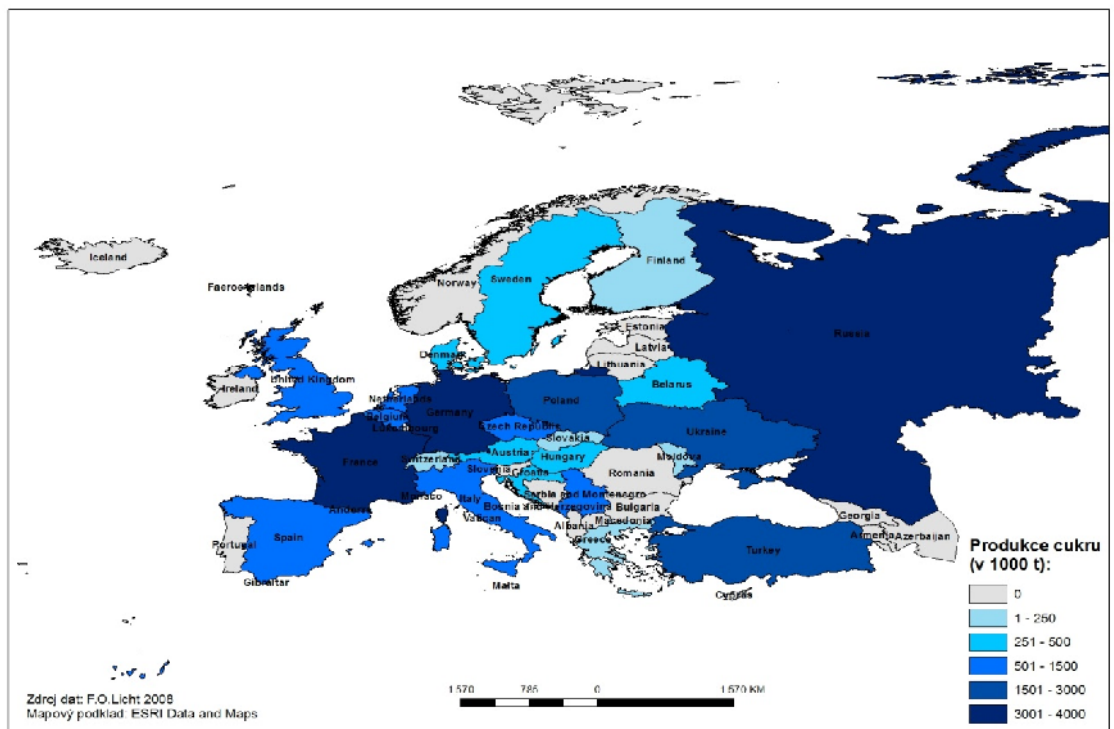 Iceland
Faeroe Islands
Norway
Sweden
Finland
Russia
Estonia
Latvia
Lithuania
Denmark
Belarus
Ireland
United Kingdom
Netherlands
Belgium
Luxembourg
Germany
Poland
Czech Republic
Slovakia
Ukraine
France
Switzerland
Austria
Hungary
Moldova
Slovenia
Croatia
Romania
Monaco
Italy
Serbia and Montenegro
Bosnia and Herzegovina
Andorra
Vatican
Bulgaria
Macedonia
Albania
Greece
Georgia
Armenia
Azerbaijan
Portugal
Spain
Gibraltar
Malta
Turkey
Cyprus
Produkce cukru
(v 1000 t):
0
1 - 250
251 - 500
501 - 1500
1501 - 3000
3001 - 4000
Zdroj dat: F.O.Licht 2008
Mapový podklad: ESRI Data and Maps
1 570 785 0 1 570 KM